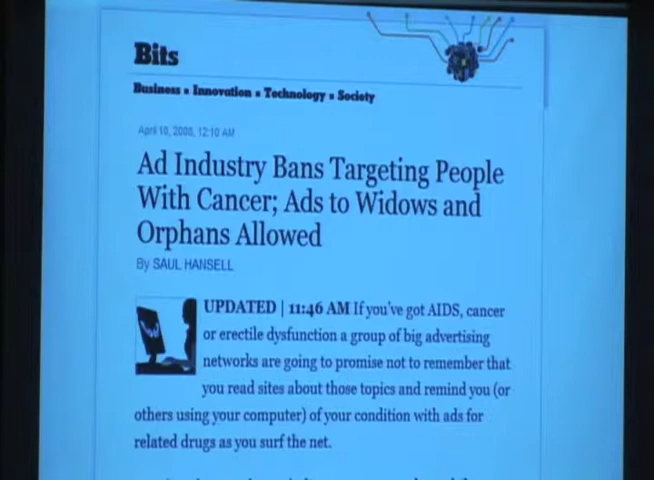 Bits
Business ■ Innovation ■ Technology ■ Society
April 10, 2008, 12:10 AM
Ad Industry Bans Targeting People
With Cancer; Ads to Widows and
Orphans Allowed
By SAUL HANSELL
UPDATED | 11:46 AM If you've got AIDS, cancer
or erectile dysfunction a group of big advertising
networks are going to promise not to remember that
you read sites about those topics and remind you (or
others using your computer) of your condition with ads for
related drugs as you surf the net.